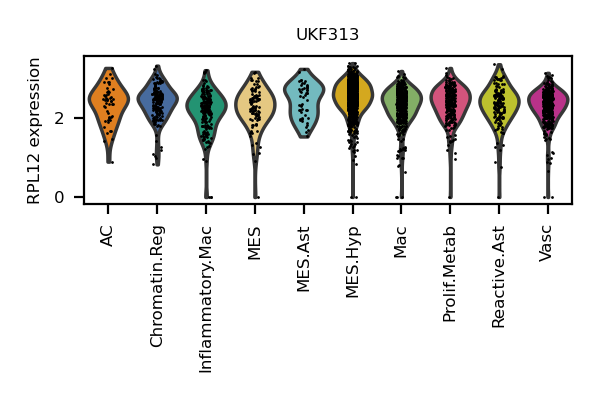 UKF313
RPL12 expression
2
0
AC
Chromatin.Reg
Inflammatory.Mac
MES
MES.Ast
MES.Hyp
Mac
Prolif.Metab
Reactive.Ast
Vasc